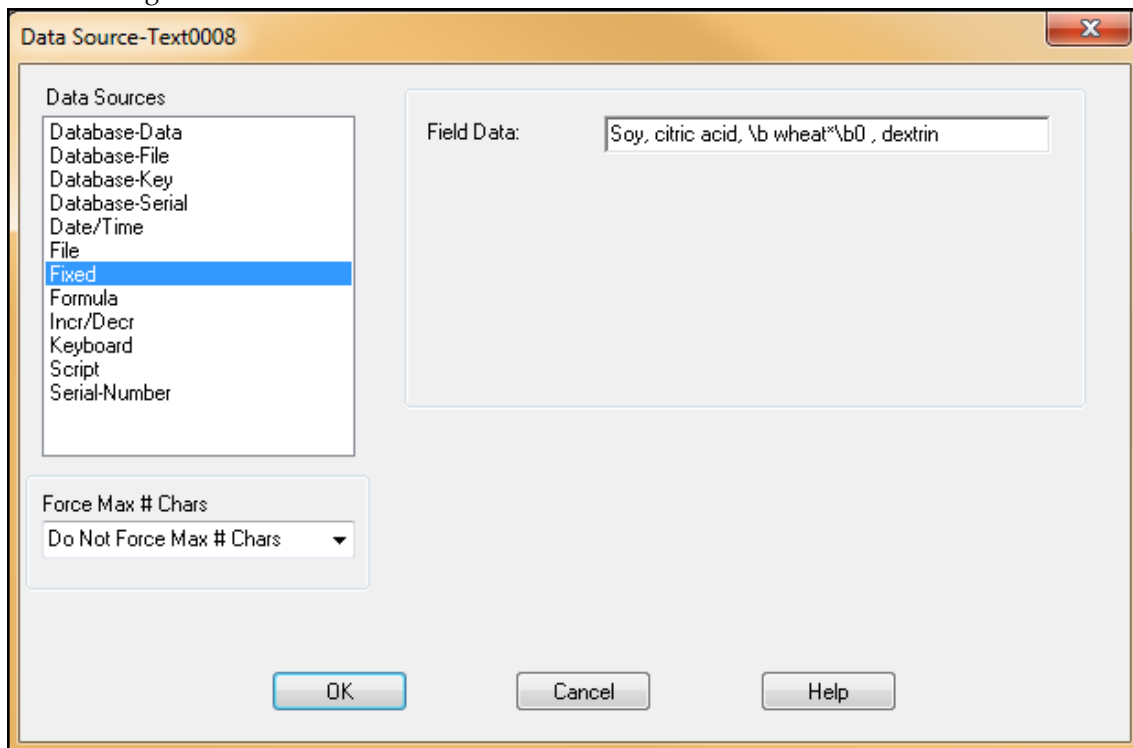 Data Source-Text0008
Data Sources
Database-Data
Database-File
Database-Key
Database-Serial
Date/Time
File
Fixed
Formula
Incr/Decr
Keyboard
Script
Serial-Number
Field Data: Soy, citric acid, \b wheat*\b0 , dextrin
Force Max # Chars
Do Not Force Max # Chars
OK Cancel Help